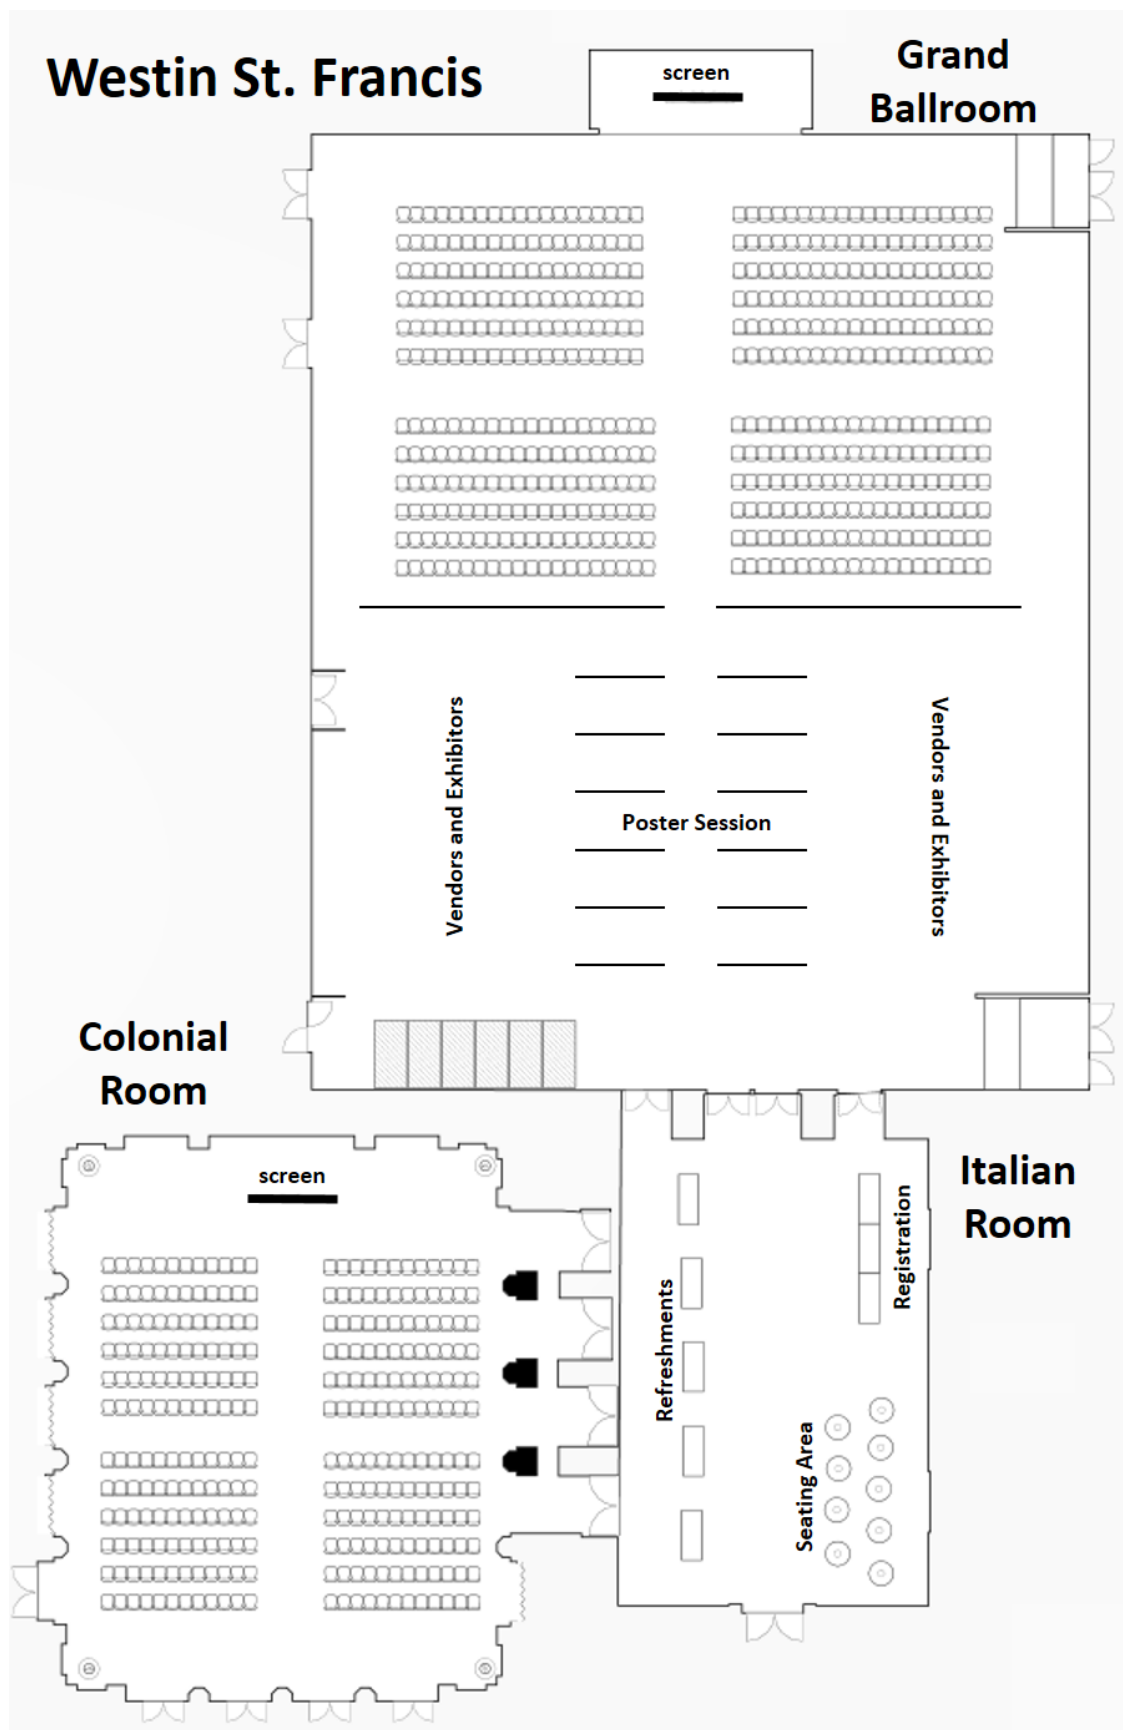 Westin St. Francis
screen
Grand
Ballroom
Vendors and Exhibitors
Vendors and Exhibitors
Poster Session
Colonial
Room
screen
Italian
Room
Registration
Refreshments
Seating Area